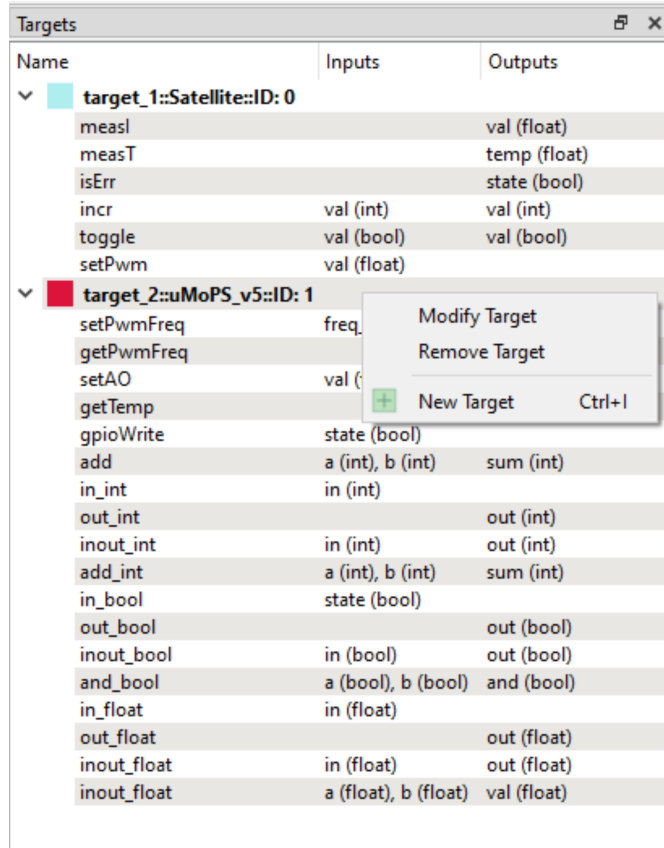 Targets
Name Inputs Outputs
target_1::Satellite::ID: 0
measI val (float)
measT temp (float)
isErr state (bool)
incr val (int) val (int)
toggle val (bool) val (bool)
setPwm val (float)
target_2::uMoPS_v5::ID: 1
setPwmFreq
getPwmFreq
setAO val
getTemp
Modify Target
Remove Target
New Target Ctrl+I
gpioWrite state (bool)
add a (int), b (int) sum (int)
in_int in (int)
out_int out (int)
inout_int in (int) out (int)
add_int a (int), b (int) sum (int)
in_bool state (bool)
out_bool out (bool)
inout_bool in (bool) out (bool)
and_bool a (bool), b (bool) and (bool)
in_float in (float)
out_float out (float)
inout_float in (float) out (float)
inout_float a (float), b (float) val (float)